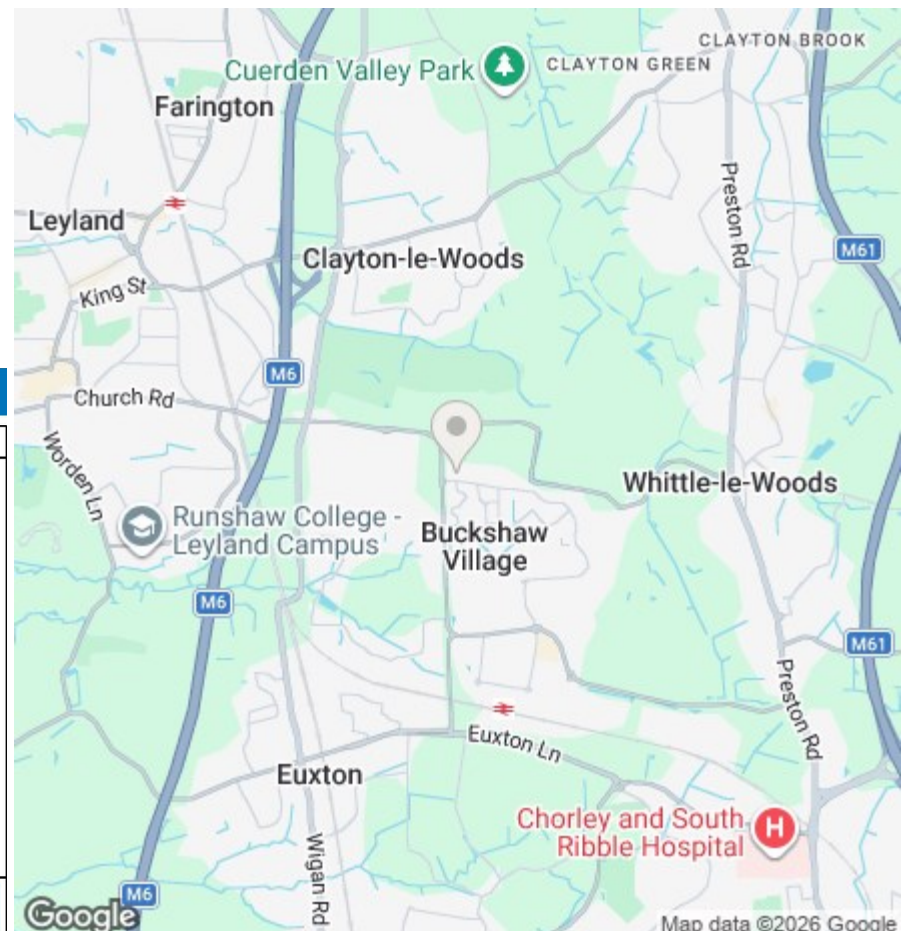 CLAYTON BROOK
Cuerden Valley Park
CLAYTON GREEN
Farington
Preston Rd
Leyland
M61
Clayton-le-Woods
King St
M6
Church Rd
Worden Ln
Whittle-le-Woods
Runshaw College -
Leyland Campus
Buckshaw
Village
M6
M61
Preston Rd
Euxton Ln
Euxton
Chorley and South
Ribble Hospital
H
Wigan Rd
M6
Google
Map data ©2026 Google